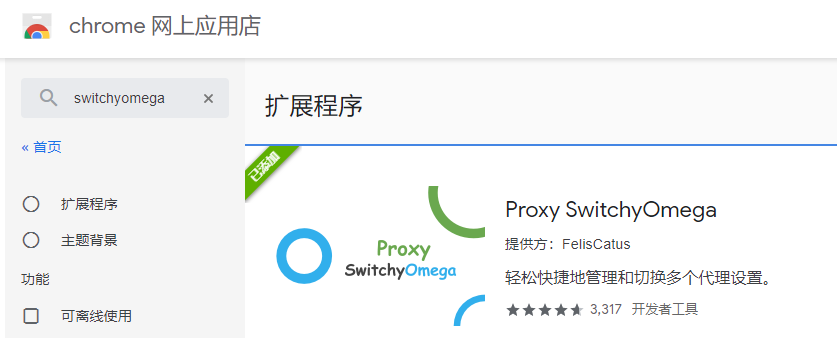 chrome 网上应用店
switchyomega
扩展程序
« 首页
已添加
扩展程序
主题背景
功能
可离线使用
Proxy
SwitchyOmega
Proxy SwitchyOmega
提供方：FelisCatus
轻松快捷地管理和切换多个代理设置。
3,317 开发者工具